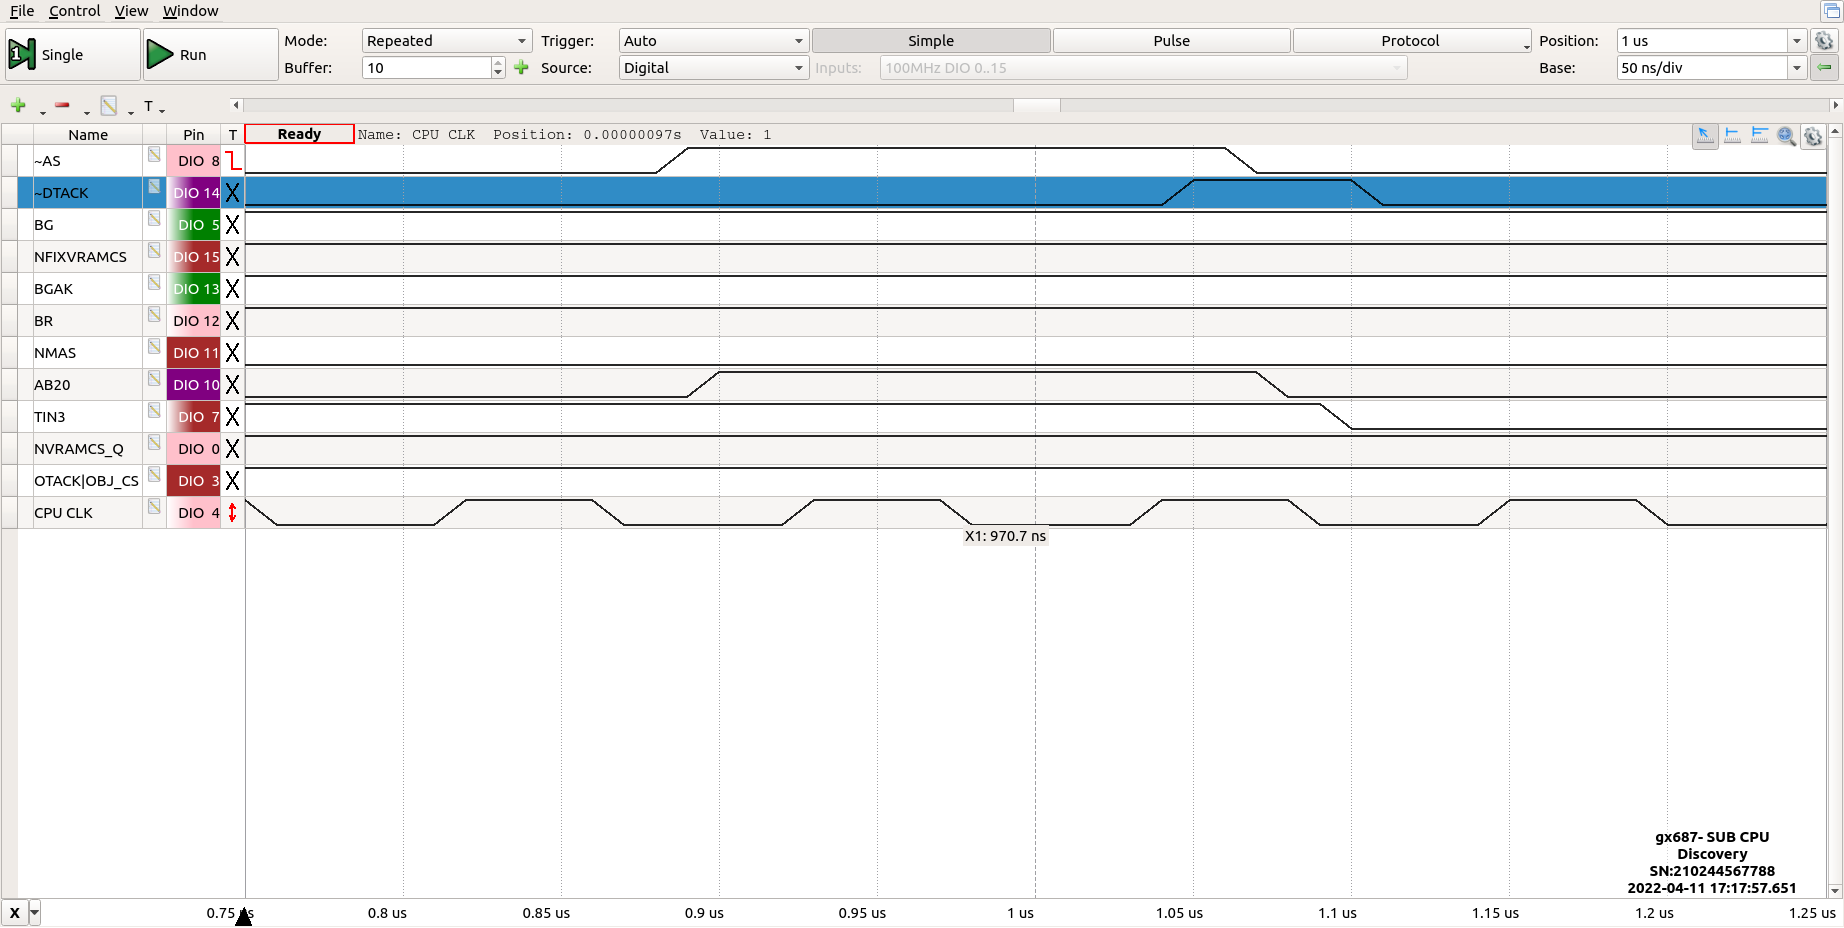 File Control View Window
Single
Run
Mode: Repeated Trigger: Auto Simple Pulse Protocol Position: 1 us
Buffer: 10 Source: Digital Inputs: 100MHz DIO 0..15 Base: 50 ns/div
T
Name Pin T Ready Name: CPU CLK Position: 0.00000097s Value: 1
~AS DIO 8
~DTACK DIO 14 X
BG DIO 5 X
NFIXVRAMCS DIO 15 X
BGAK DIO 13 X
BR DIO 12 X
NMAS DIO 11 X
AB20 DIO 10 X
TIN3 DIO 7 X
NVRAMCS_Q DIO 0 X
OTACK|OBJ_CS DIO 3 X
CPU CLK DIO 4
X1: 970.7 ns
gx687- SUB CPU
Discovery
SN:210244567788
2022-04-11 17:17:57.651
X 0.75 us 0.8 us 0.85 us 0.9 us 0.95 us 1 us 1.05 us 1.1 us 1.15 us 1.2 us 1.25 us